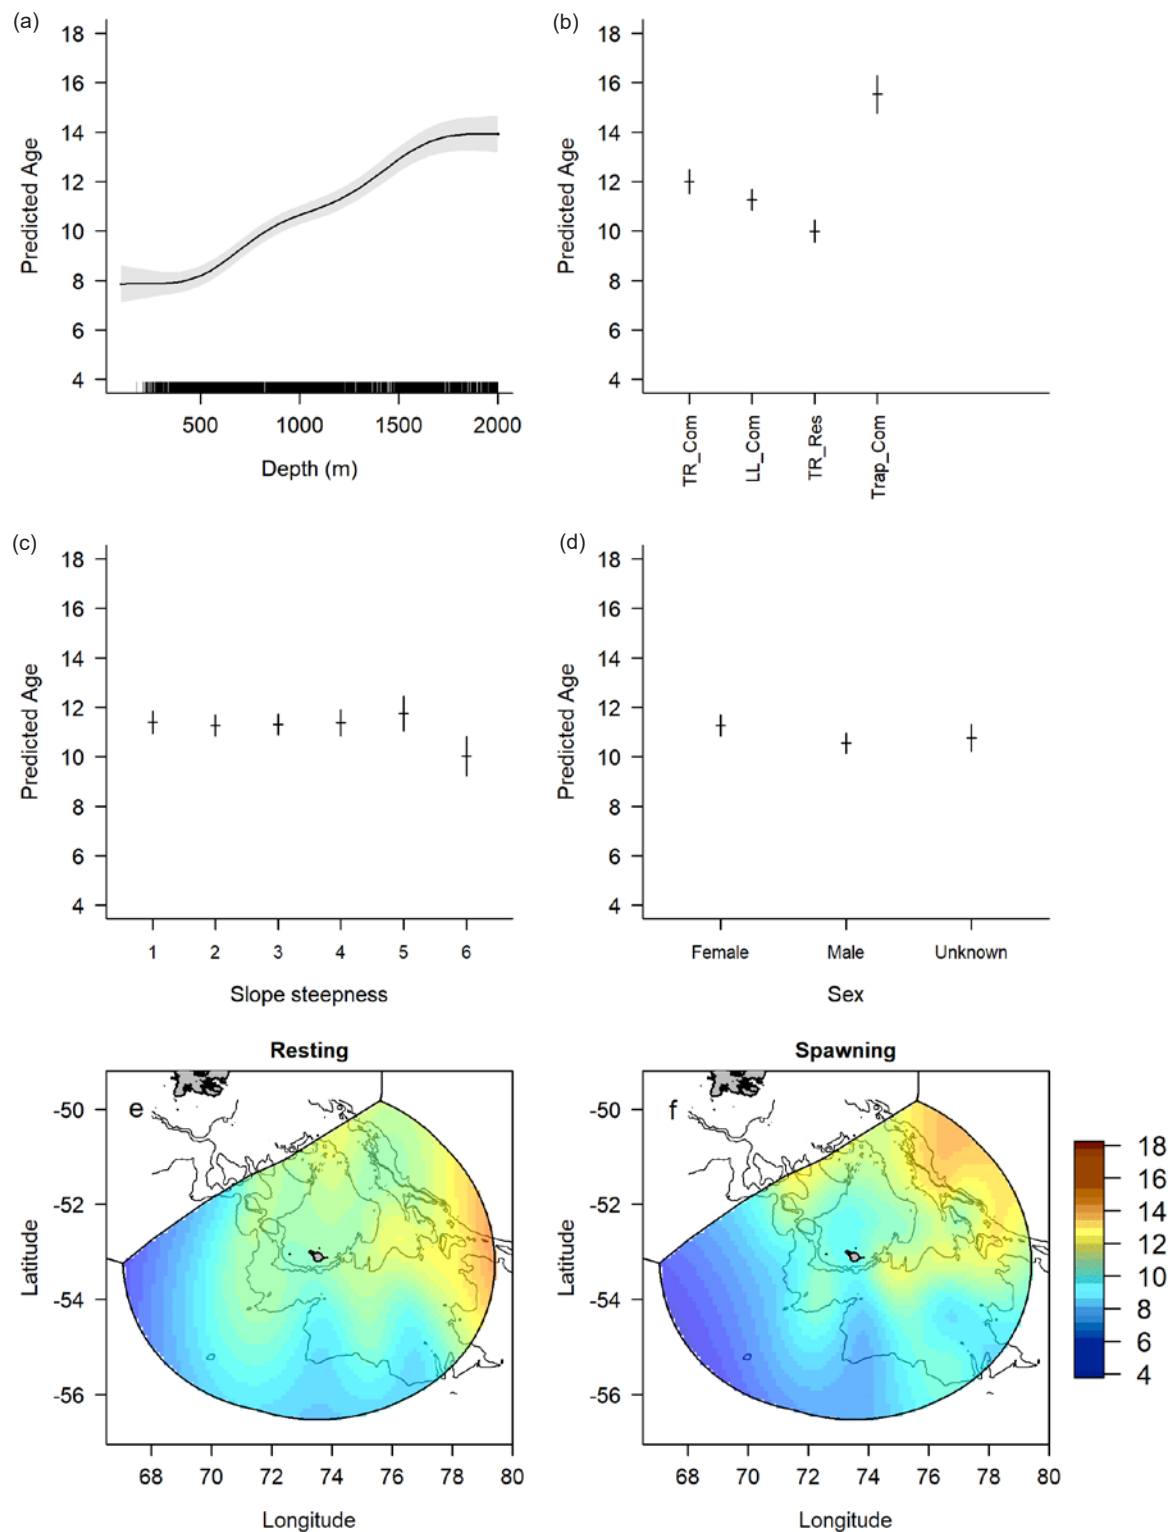 (a)
18
16
14
12
10
8
6
4
Predicted Age
500 1000 1500 2000
Depth (m)
(b)
18
16
14
12
10
8
6
4
Predicted Age
TR_Com
LL_Com
TR_Res
Trap_Com
(c)
18
16
14
12
10
8
6
4
Predicted Age
1 2 3 4 5 6
Slope steepness
(d)
18
16
14
12
10
8
6
4
Predicted Age
Female Male Unknown
Sex
Resting
e
-50
-52
-54
-56
Latitude
68 70 72 74 76 78 80
Longitude
Spawning
f
-50
-52
-54
-56
Latitude
68 70 72 74 76 78 80
Longitude
18
16
14
12
10
8
6
4